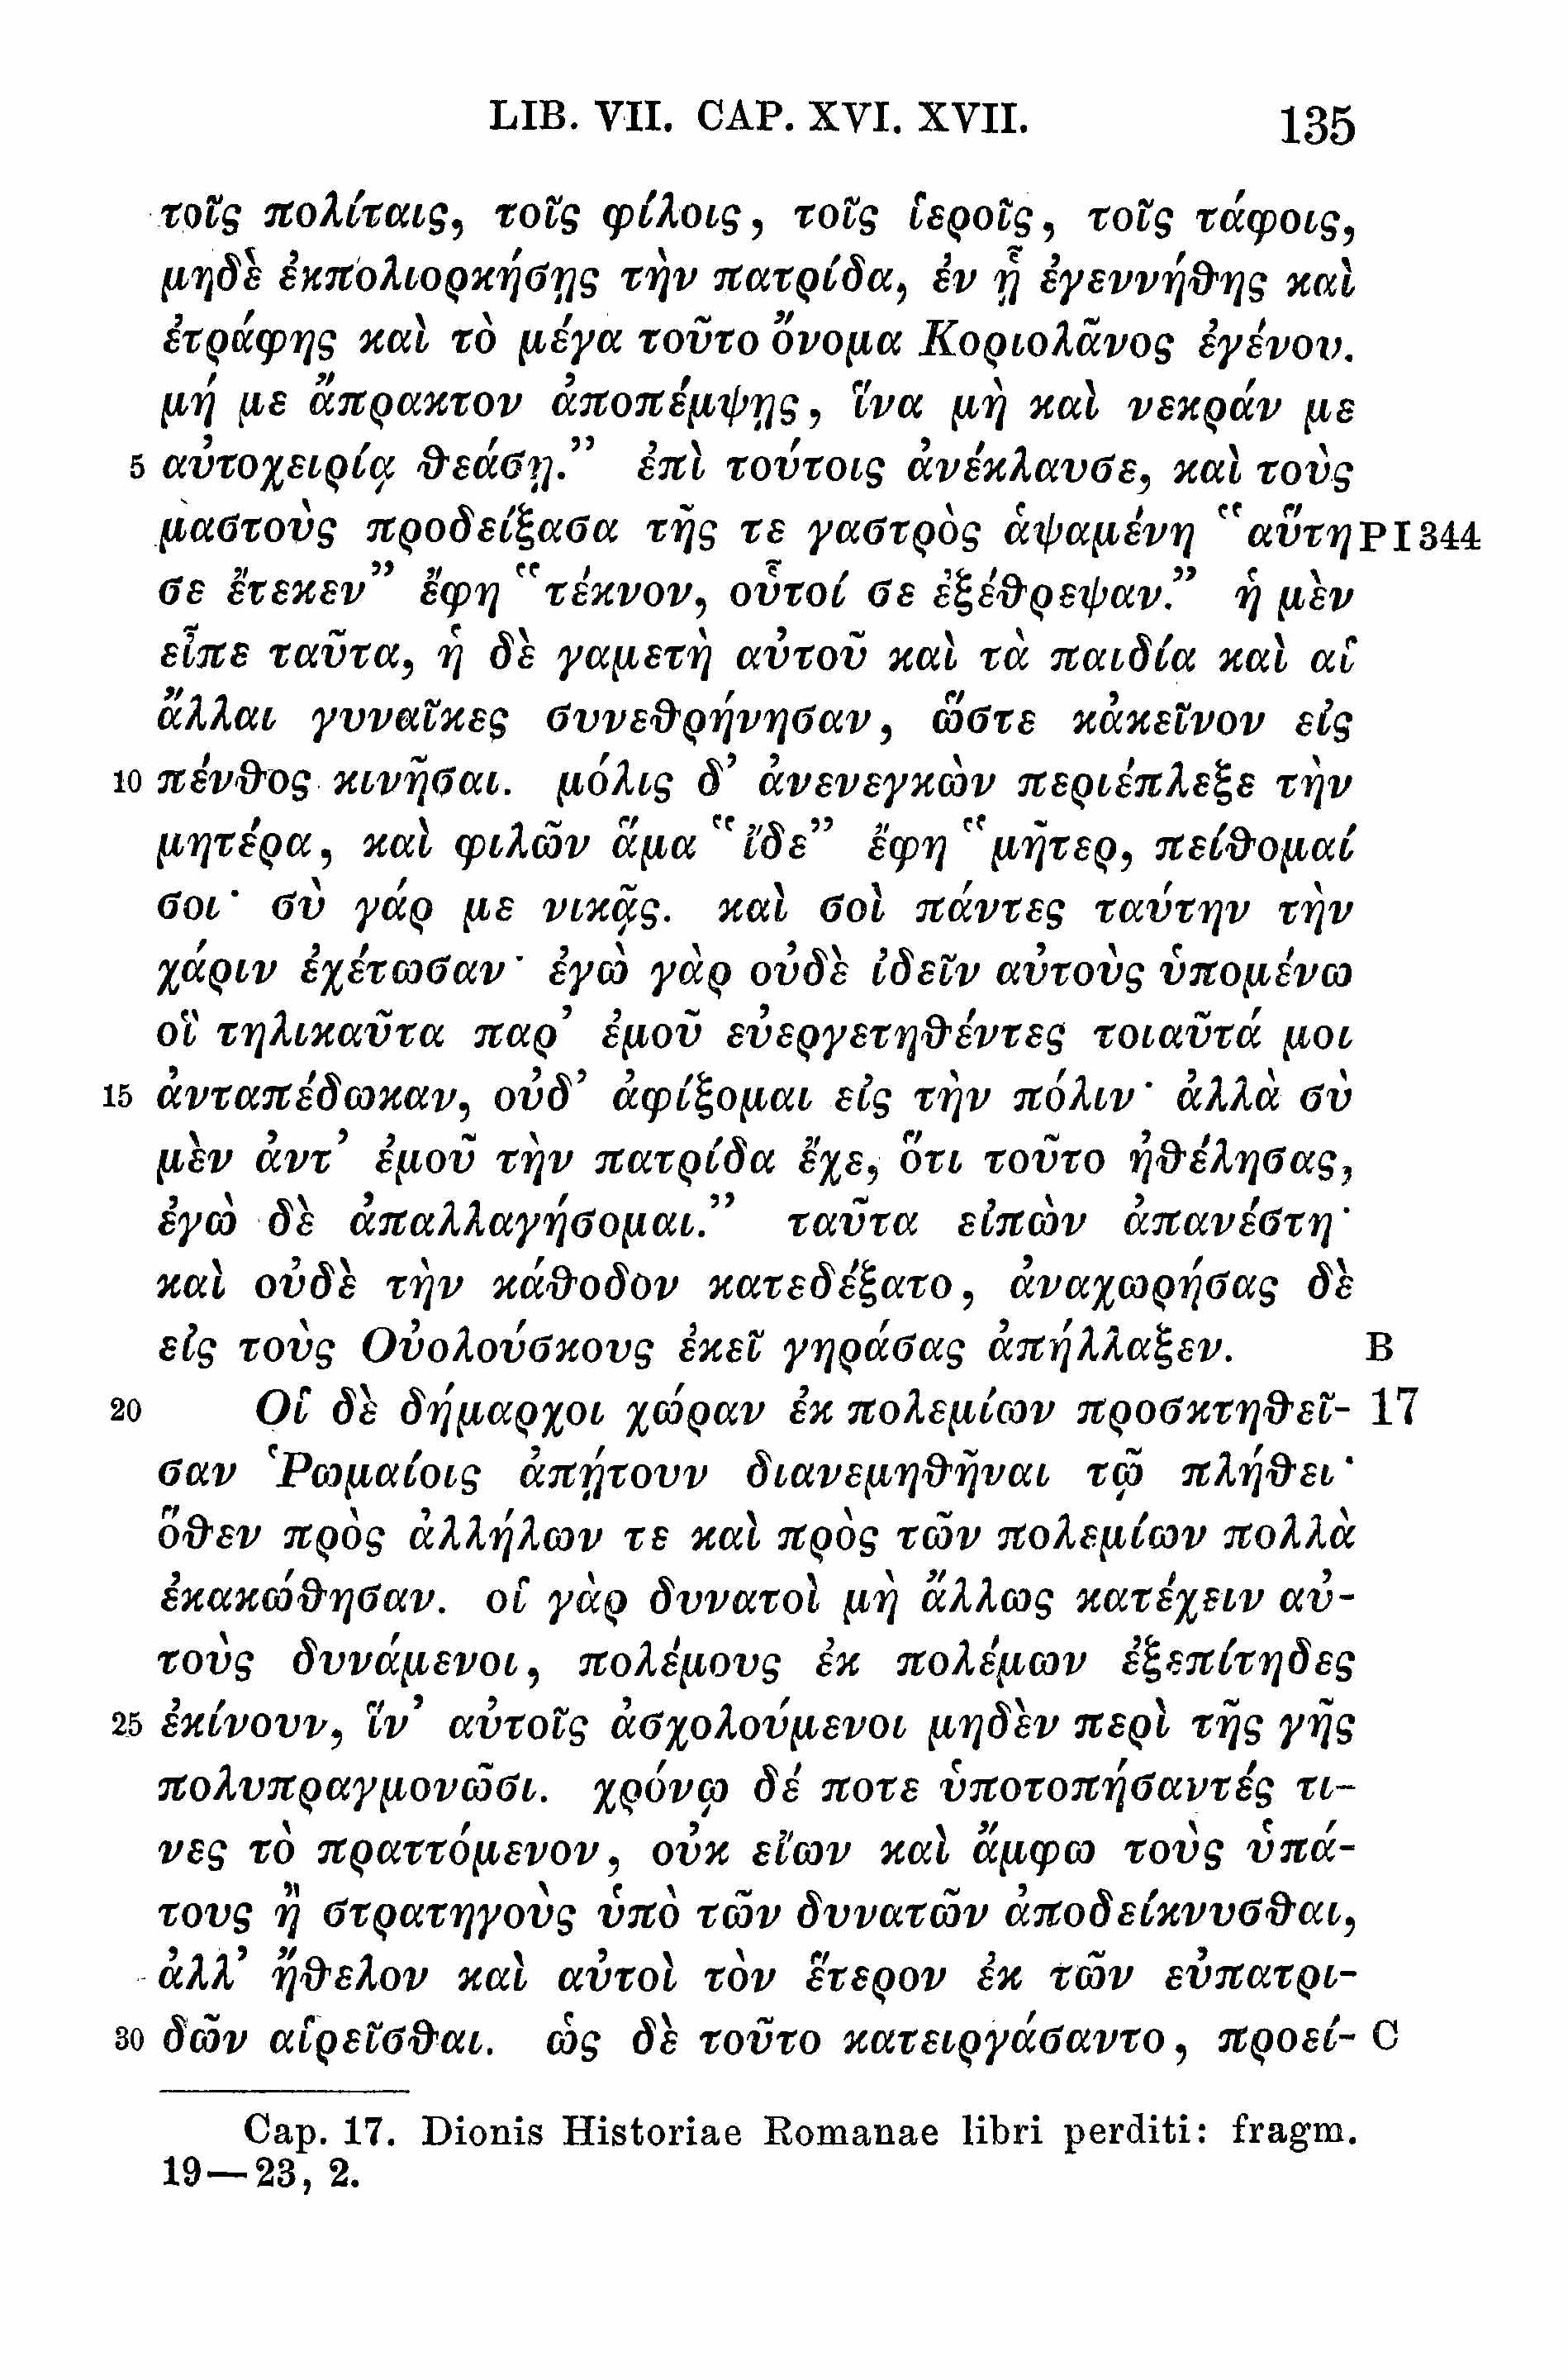 LIB. VII. CAP. XVI. XVII. 135
τοῖς πολίταις, τοῖς φίλοις, τοῖς ἱεροῖς, τοῖς τάφοις,
μηδὲ ἐκπολιορκήσῃς τὴν πατρίδα, ἐν ᾗ ἐγεννήθης καὶ
ἐτράφης καὶ τὸ μέγα τοῦτο ὄνομα Κοριολᾶνος ἐγένου.
μή με ἄπρακτον ἀποπέμψῃς, ἵνα μὴ καὶ νεκράν με
5 αὐτοχειρίᾳ θεάσῃ.” ἐπὶ τούτοις ἀνέκλαυσε, καὶ τοὺς
μαστοὺς προδείξασα τῆς τε γαστρὸς ἁψαμένη “αὕτη PI344
σε ἔτεκεν” ἔφη “τέκνον, οὗτοί σε ἐξέθρεψαν.” ἡ μὲν
εἶπε ταῦτα, ἡ δὲ γαμετὴ αὐτοῦ καὶ τὰ παιδία καὶ αἱ
ἄλλαι γυναῖκες συνεθρήνησαν, ὥστε κἀκεῖνον εἰς
10 πένθος κινῆσαι. μόλις δ’ ἀνενεγκὼν περιέπλεξε τὴν
μητέρα, καὶ φιλῶν ἅμα “ἴδε” ἔφη “μῆτερ, πείθομαί
σοι· σὺ γάρ με νικᾷς. καὶ σοὶ πάντες ταύτην τὴν
χάριν ἐχέτωσαν· ἐγὼ γὰρ οὐδὲ ἰδεῖν αὐτοὺς ὑπομένω
οἳ τηλικαῦτα παρ’ ἐμοῦ εὐεργετηθέντες τοιαῦτά μοι
15 ἀνταπέδωκαν, οὐδ’ ἀφίξομαι εἰς τὴν πόλιν· ἀλλὰ σὺ
μὲν ἀντ’ ἐμοῦ τὴν πατρίδα ἔχε, ὅτι τοῦτο ἠθέλησας,
ἐγὼ δὲ ἀπαλλαγήσομαι.” ταῦτα εἰπὼν ἀπανέστη·
καὶ οὐδὲ τὴν κάθοδον κατεδέξατο, ἀναχωρήσας δὲ
εἰς τοὺς Οὐολούσκους ἐκεῖ γηράσας ἀπήλλαξεν. B
20 Οἱ δὲ δήμαρχοι χώραν ἐκ πολεμίων προσκτηθεῖ- 17
σαν Ῥωμαίοις ἀπῄτουν διανεμηθῆναι τῷ πλήθει·
ὅθεν πρὸς ἀλλήλων τε καὶ πρὸς τῶν πολεμίων πολλὰ
ἐκακώθησαν. οἱ γὰρ δυνατοὶ μὴ ἄλλως κατέχειν αὐ-
τοὺς δυνάμενοι, πολέμους ἐκ πολέμων ἐξεπίτηδες
25 ἐκίνουν, ἵν’ αὐτοῖς ἀσχολούμενοι μηδὲν περὶ τῆς γῆς
πολυπραγμονῶσι. χρόνῳ δέ ποτε ὑποτοπήσαντές τι-
νες τὸ πραττόμενον, οὐκ εἴων καὶ ἄμφω τοὺς ὑπά-
τους ἢ στρατηγοὺς ὑπὸ τῶν δυνατῶν ἀποδείκνυσθαι,
ἀλλ’ ἤθελον καὶ αὐτοὶ τὸν ἕτερον ἐκ τῶν εὐπατρι-
30 δῶν αἱρεῖσθαι. ὡς δὲ τοῦτο κατειργάσαντο, προεί- C
Cap. 17. Dionis Historiae Romanae libri perditi: fragm.
19—23, 2.